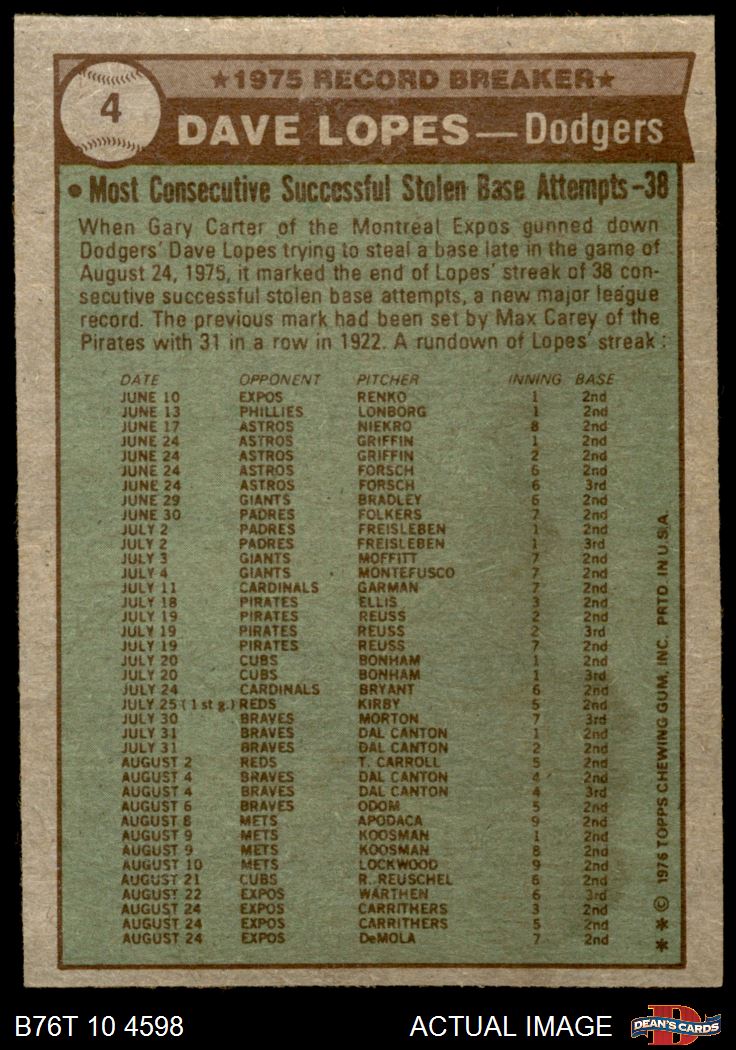 4
★1975 RECORD BREAKER★
DAVE LOPES—Dodgers
• Most Consecutive Successful Stolen Base Attempts-38
When Gary Carter of the Montreal Expos gunned down
Dodgers' Dave Lopes trying to steal a base late in the game of
August 24, 1975, it marked the end of Lopes' streak of 38 con-
secutive successful stolen base attempts, a new major league
record. The previous mark had been set by Max Carey of the
Pirates with 31 in a row in 1922. A rundown of Lopes' streak:
DATE OPPONENT PITCHER INNING BASE
JUNE 10 EXPOS RENKO 1 2nd
JUNE 13 PHILLIES LONBORG 1 2nd
JUNE 17 ASTROS NIEKRO 8 2nd
JUNE 24 ASTROS GRIFFIN 1 2nd
JUNE 24 ASTROS GRIFFIN 2 2nd
JUNE 24 ASTROS FORSCH 6 2nd
JUNE 24 ASTROS FORSCH 6 3rd
JUNE 29 GIANTS BRADLEY 6 2nd
JUNE 30 PADRES FOLKERS 7 2nd
JULY 2 PADRES FREISLEBEN 1 2nd
JULY 2 PADRES FREISLEBEN 1 3rd
JULY 3 GIANTS MOFFITT 7 2nd
JULY 4 GIANTS MONTEFUSCO 7 2nd
JULY 11 CARDINALS GARMAN 7 2nd
JULY 18 PIRATES ELLIS 3 2nd
JULY 19 PIRATES REUSS 2 2nd
JULY 19 PIRATES REUSS 2 3rd
JULY 19 PIRATES REUSS 7 2nd
JULY 20 CUBS BONHAM 1 2nd
JULY 20 CUBS BONHAM 1 3rd
JULY 24 CARDINALS BRYANT 6 2nd
JULY 25 (1st g.) REDS KIRBY 5 2nd
JULY 30 BRAVES MORTON 7 3rd
JULY 31 BRAVES DAL CANTON 1 2nd
JULY 31 BRAVES DAL CANTON 2 2nd
AUGUST 2 REDS T. CARROLL 5 2nd
AUGUST 4 BRAVES DAL CANTON 4 2nd
AUGUST 4 BRAVES DAL CANTON 4 3rd
AUGUST 6 BRAVES ODOM 5 2nd
AUGUST 8 METS APODACA 9 2nd
AUGUST 9 METS KOOSMAN 1 2nd
AUGUST 9 METS KOOSMAN 8 2nd
AUGUST 10 METS LOCKWOOD 9 2nd
AUGUST 21 CUBS R. REUSCHEL 6 2nd
AUGUST 22 EXPOS WARTHEN 6 3rd
AUGUST 24 EXPOS CARRITHERS 3 2nd
AUGUST 24 EXPOS CARRITHERS 5 2nd
AUGUST 24 EXPOS DeMOLA 7 2nd
** © 1976 TOPPS CHEWING GUM, INC. PRTD. IN U.S.A.
B76T 10 4598 ACTUAL IMAGE
DEAN'S CARDS